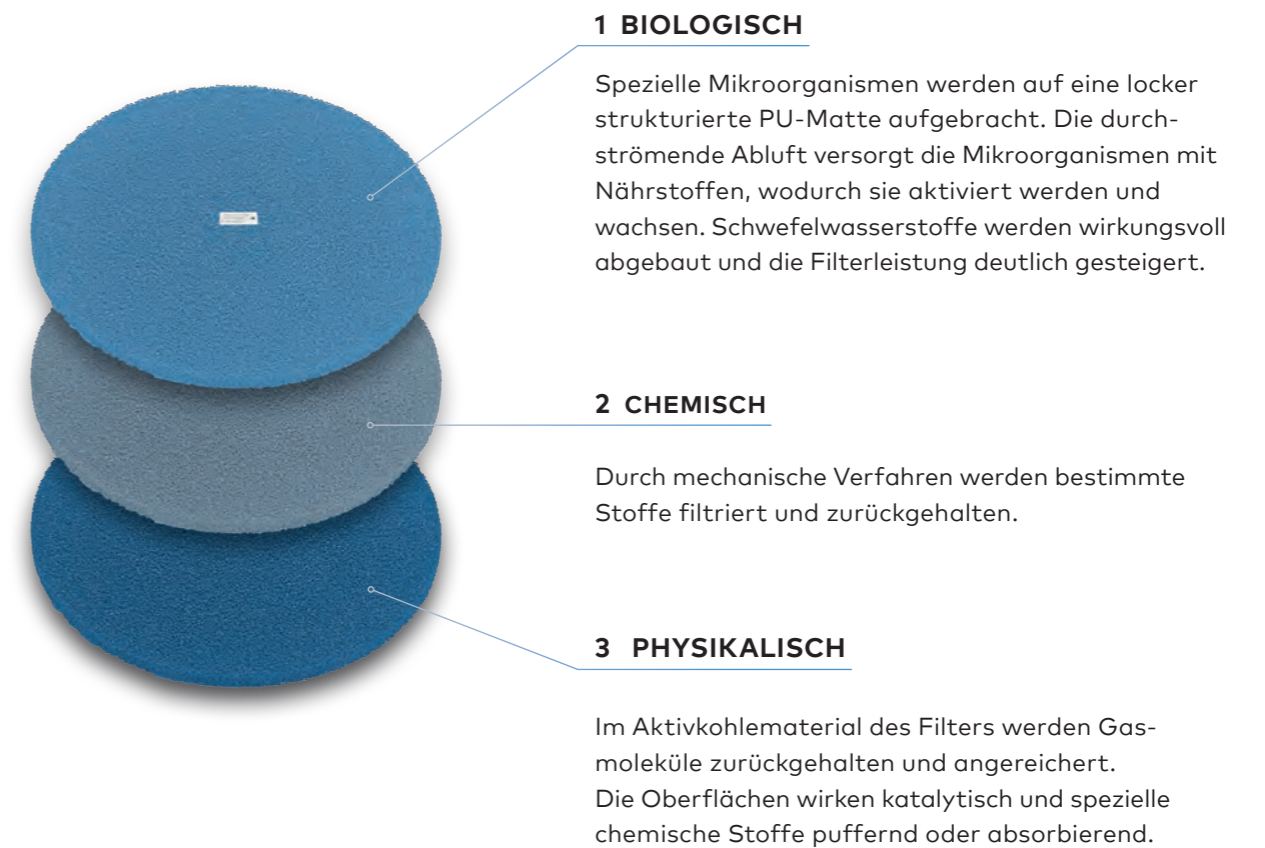 1 BIOLOGISCH
Spezielle Mikroorganismen werden auf eine locker
strukturierte PU-Matte aufgebracht. Die durch-
strömende Abluft versorgt die Mikroorganismen mit
Nährstoffen, wodurch sie aktiviert werden und
wachsen. Schwefelwasserstoffe werden wirkungsvoll
abgebaut und die Filterleistung deutlich gesteigert.
2 CHEMISCH
Durch mechanische Verfahren werden bestimmte
Stoffe filtriert und zurückgehalten.
3 PHYSIKALISCH
Im Aktivkohlematerial des Filters werden Gas-
moleküle zurückgehalten und angereichert.
Die Oberflächen wirken katalytisch und spezielle
chemische Stoffe puffernd oder absorbierend.